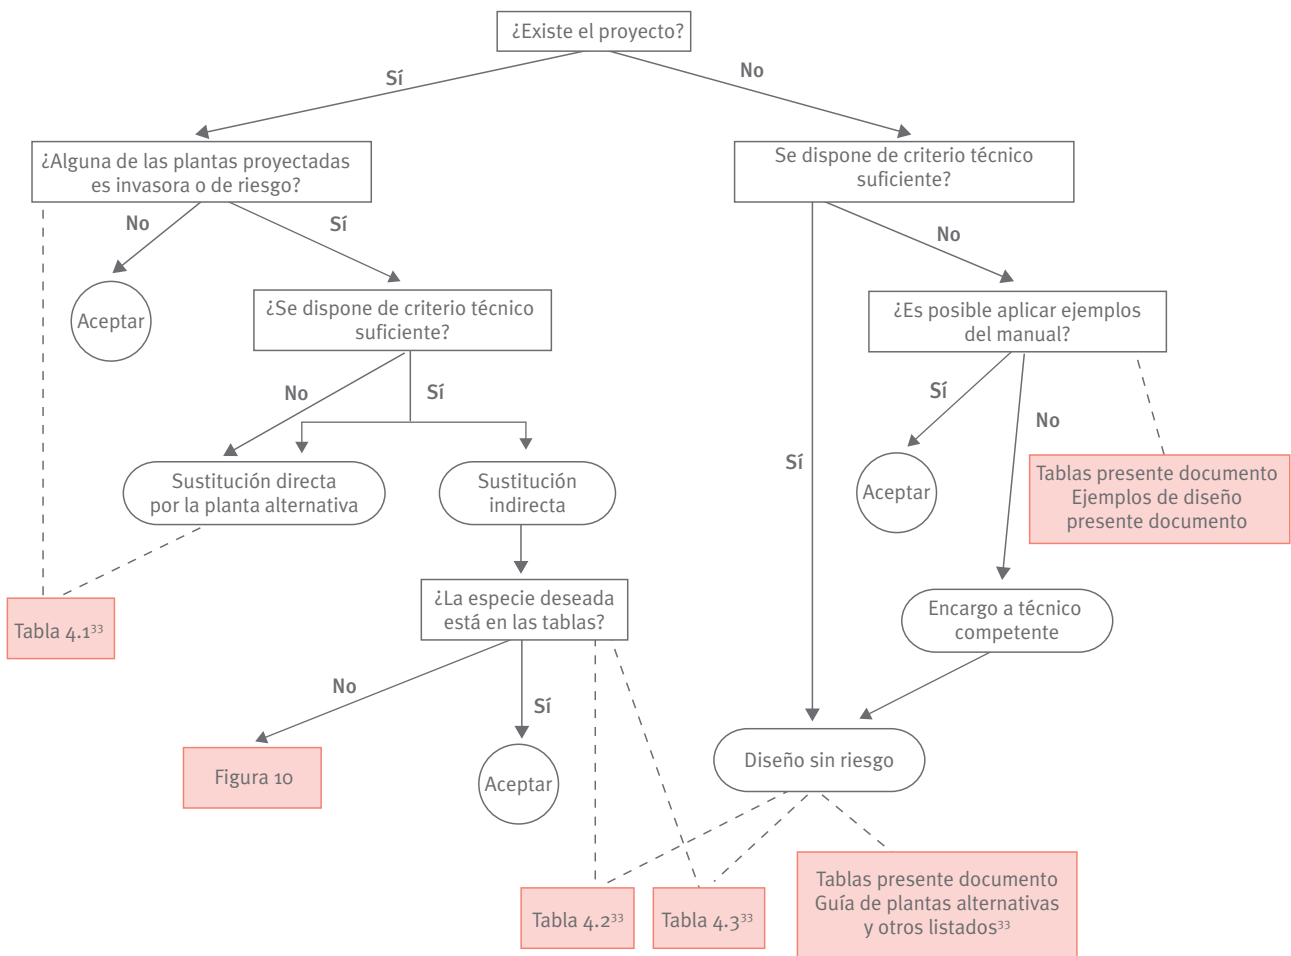 ¿Existe el proyecto?
Sí
No
¿Alguna de las plantas proyectadas
es invasora o de riesgo?
Se dispone de criterio técnico
suficiente?
No
Sí
No
Aceptar
¿Se dispone de criterio técnico
suficiente?
¿Es posible aplicar ejemplos
del manual?
No
Sí
Sí
No
Sí
Sustitución directa
por la planta alternativa
Sustitución
indirecta
Aceptar
Tablas presente documento
Ejemplos de diseño
presente documento
Tabla 4.1³³
¿La especie deseada
está en las tablas?
Encargo a técnico
competente
No
Sí
Figura 10
Aceptar
Diseño sin riesgo
Tabla 4.2³³
Tabla 4.3³³
Tablas presente documento
Guía de plantas alternativas
y otros listados³³